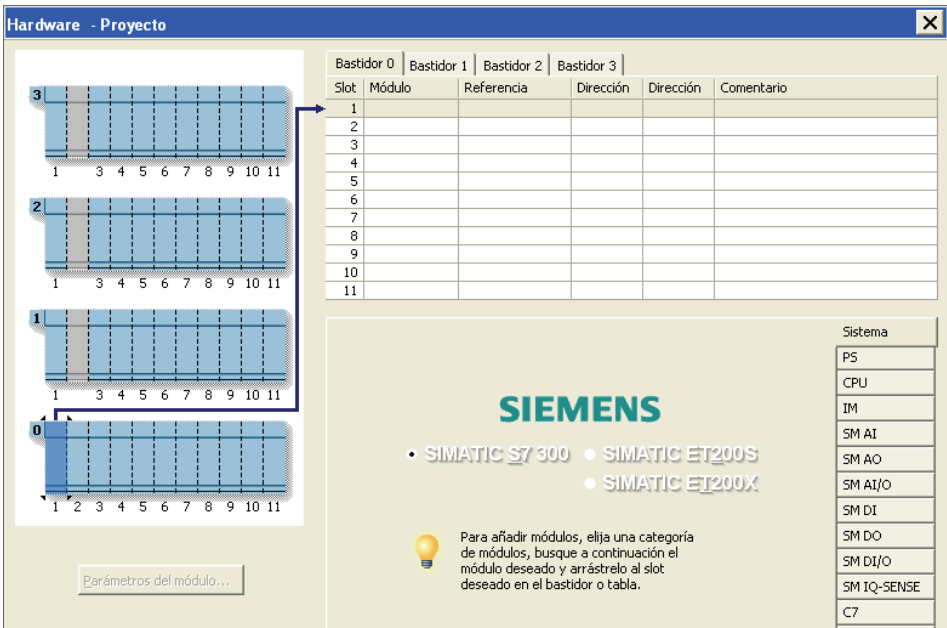 Hardware - Proyecto
3
1 3 4 5 6 7 8 9 10 11
2
1 3 4 5 6 7 8 9 10 11
1
1 3 4 5 6 7 8 9 10 11
0
1 2 3 4 5 6 7 8 9 10 11
Parámetros del módulo...
Bastidor 0 Bastidor 1 Bastidor 2 Bastidor 3
Slot Módulo Referencia Dirección Dirección Comentario
1
2
3
4
5
6
7
8
9
10
11
SIEMENS
SIMATIC S7 300 SIMATIC ET200S
SIMATIC ET200X
Para añadir módulos, elija una categoría
de módulos, busque a continuación el
módulo deseado y arrástrelo al slot
deseado en el bastidor o tabla.
Sistema
PS
CPU
IM
SM AI
SM AO
SM AI/O
SM DI
SM DO
SM DI/O
SM IQ-SENSE
C7